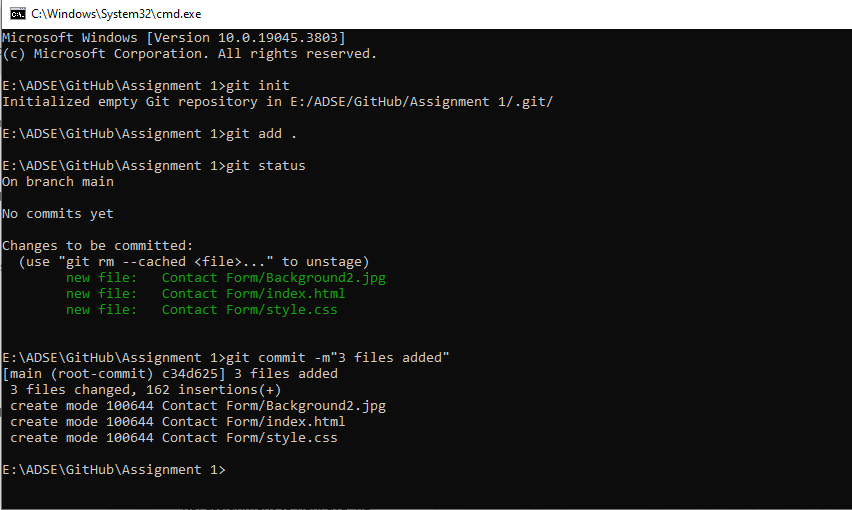 C:\Windows\System32\cmd.exe
Microsoft Windows [Version 10.0.19045.3803]
(c) Microsoft Corporation. All rights reserved.
E:\ADSE\GitHub\Assignment 1>git init
Initialized empty Git repository in E:/ADSE/GitHub/Assignment 1/.git/
E:\ADSE\GitHub\Assignment 1>git add .
E:\ADSE\GitHub\Assignment 1>git status
On branch main
No commits yet
Changes to be committed:
  (use "git rm --cached <file>..." to unstage)
        new file:   Contact Form/Background2.jpg
        new file:   Contact Form/index.html
        new file:   Contact Form/style.css
E:\ADSE\GitHub\Assignment 1>git commit -m"3 files added"
[main (root-commit) c34d625] 3 files added
 3 files changed, 162 insertions(+)
 create mode 100644 Contact Form/Background2.jpg
 create mode 100644 Contact Form/index.html
 create mode 100644 Contact Form/style.css
E:\ADSE\GitHub\Assignment 1>